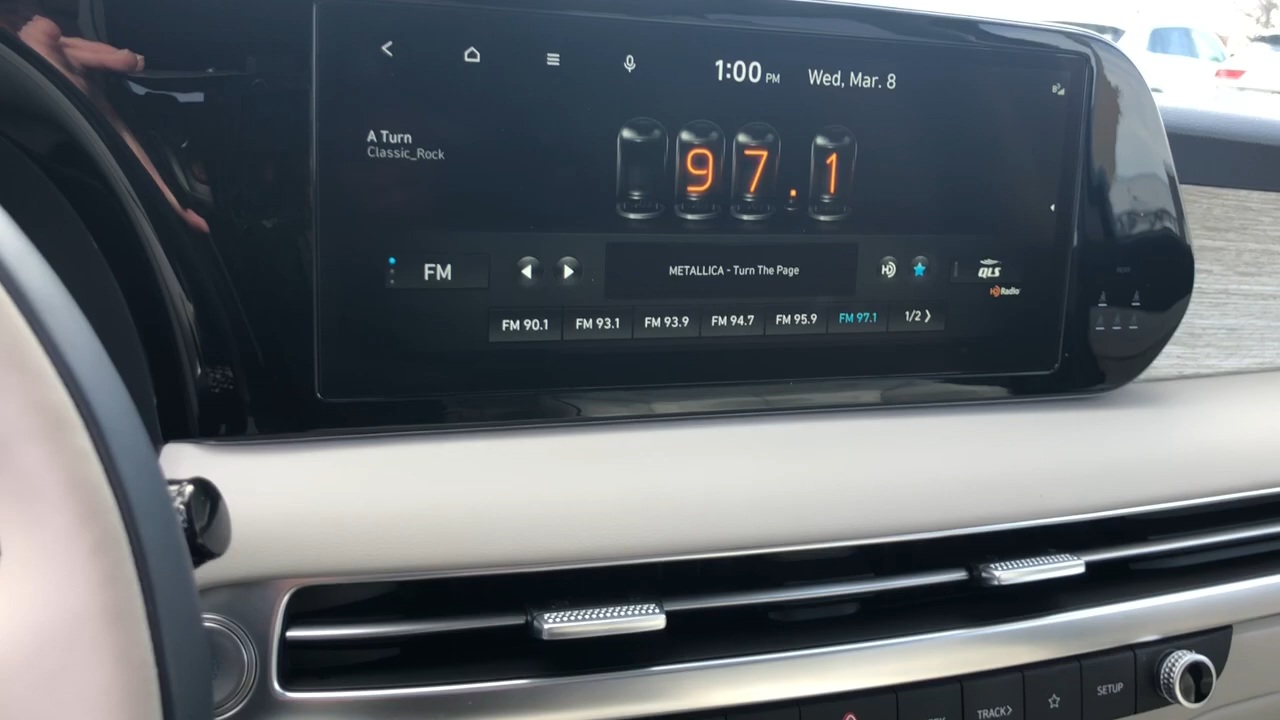 1:00 PM Wed, Mar. 8
A Turn
Classic_Rock
97.1
FM
METALLICA - Turn The Page
HD
QLS
HD Radio
FM 90.1 FM 93.1 FM 93.9 FM 94.7 FM 95.9 FM 97.1 1/2 >
TRACK>
SETUP